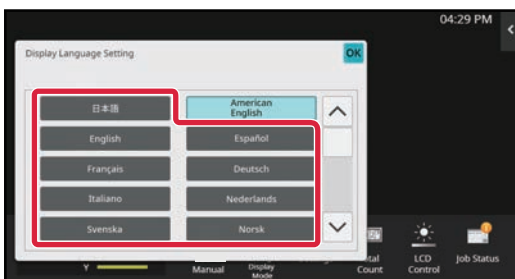 04:29 PM
Display Language Setting
OK
日本語
American
English
English
Español
Français
Deutsch
Italiano
Nederlands
Svenska
Norsk
Y
Manual
Display
Mode
Count
LCD
Control
Job Status